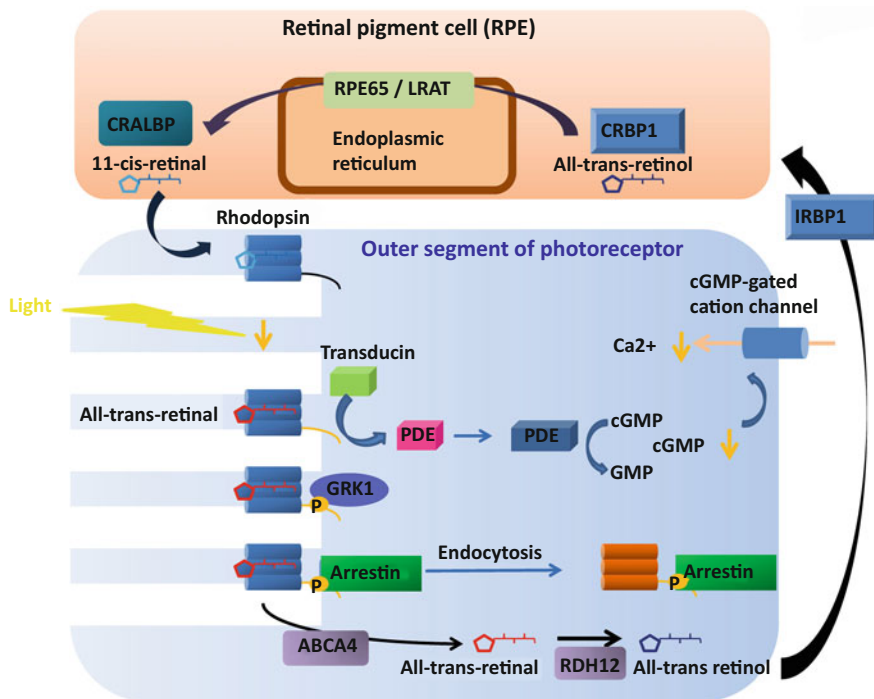 Retinal pigment cell (RPE)
RPE65 / LRAT
CRALBP
Endoplasmic
reticulum
CRBP1
11-cis-retinal
All-trans-retinol
IRBP1
Rhodopsin
Outer segment of photoreceptor
cGMP-gated
cation channel
Light
Ca2+
Transducin
All-trans-retinal
PDE
PDE
cGMP
cGMP
GMP
GRK1
P
Endocytosis
Arrestin
P
Arrestin
P
ABCA4
All-trans-retinal
RDH12
All-trans retinol